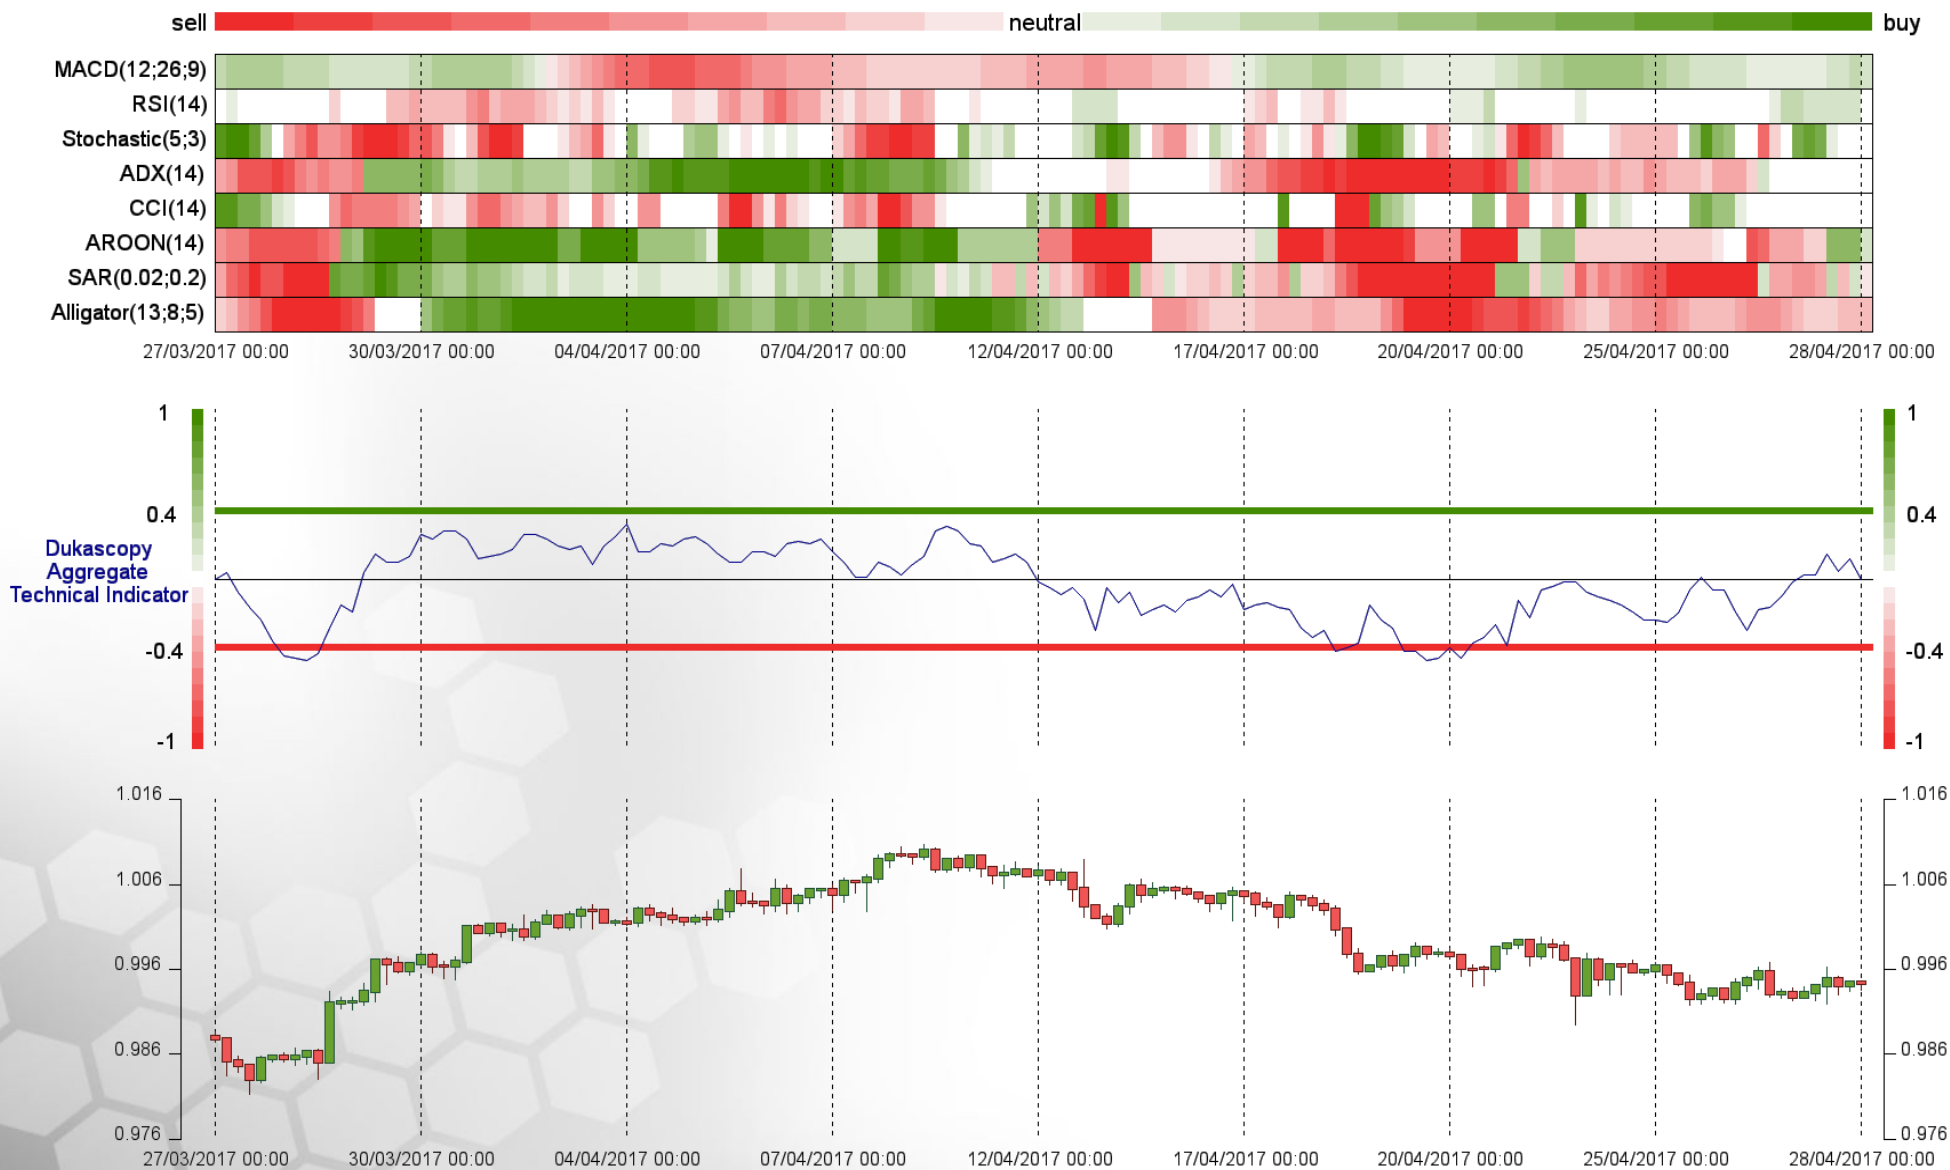 sell neutral buy
MACD(12;26;9)
RSI(14)
Stochastic(5;3)
ADX(14)
CCI(14)
AROON(14)
SAR(0.02;0.2)
Alligator(13;8;5)
27/03/2017 00:00 30/03/2017 00:00 04/04/2017 00:00 07/04/2017 00:00 12/04/2017 00:00 17/04/2017 00:00 20/04/2017 00:00 25/04/2017 00:00 28/04/2017 00:00
1 1
0.4 0.4
Dukascopy
Aggregate
Technical Indicator
-0.4 -0.4
-1 -1
1.016 1.016
1.006 1.006
0.996 0.996
0.986 0.986
0.976 0.976
27/03/2017 00:00 30/03/2017 00:00 04/04/2017 00:00 07/04/2017 00:00 12/04/2017 00:00 17/04/2017 00:00 20/04/2017 00:00 25/04/2017 00:00 28/04/2017 00:00